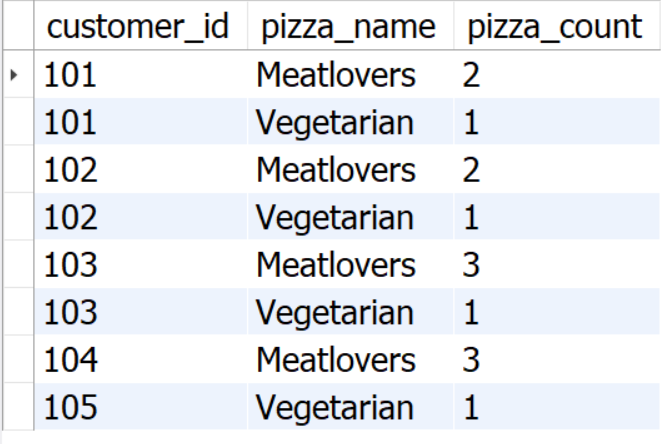 customer_id pizza_name pizza_count
101 Meatlovers 2
101 Vegetarian 1
102 Meatlovers 2
102 Vegetarian 1
103 Meatlovers 3
103 Vegetarian 1
104 Meatlovers 3
105 Vegetarian 1